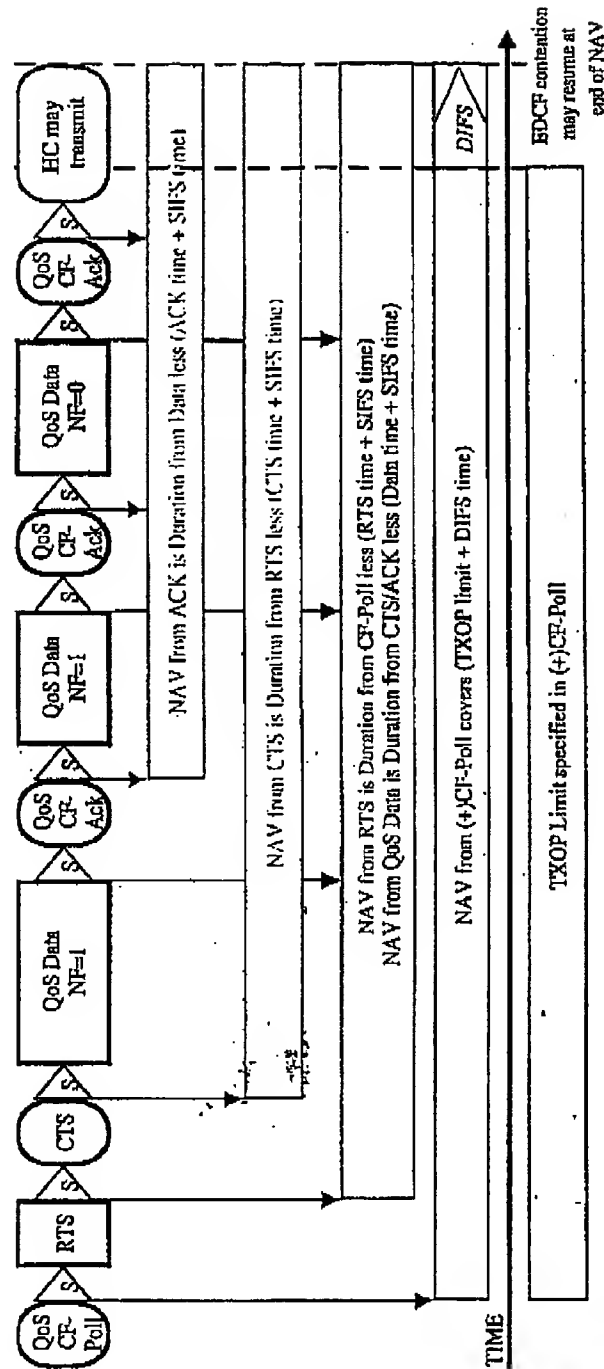 QoS
CF-
Poll
S
RTS
S
CTS
S
QoS Data
NF=1
S
QoS
CF-
Ack
S
QoS Data
NF=1
S
QoS
CF-
Ack
S
QoS Data
NF=0
S
QoS
CF-
Ack
S
HC may
transmit
NAV from ACK is Duration from Data less (ACK time + SIFS time)
NAV from CTS is Duration from RTS less (CTS time + SIFS time)
NAV from RTS is Duration from CF-Poll less (RTS time + SIFS time)
NAV from QoS Data is Duration from CTS/ACK less (Data time + SIFS time)
NAV from (+)CF-Poll covers (TXOP limit + DIFS time)
DIFS
TIME
TXOP Limit specified in (+)CF-Poll
EDCF contention
may resume at
end of NAV